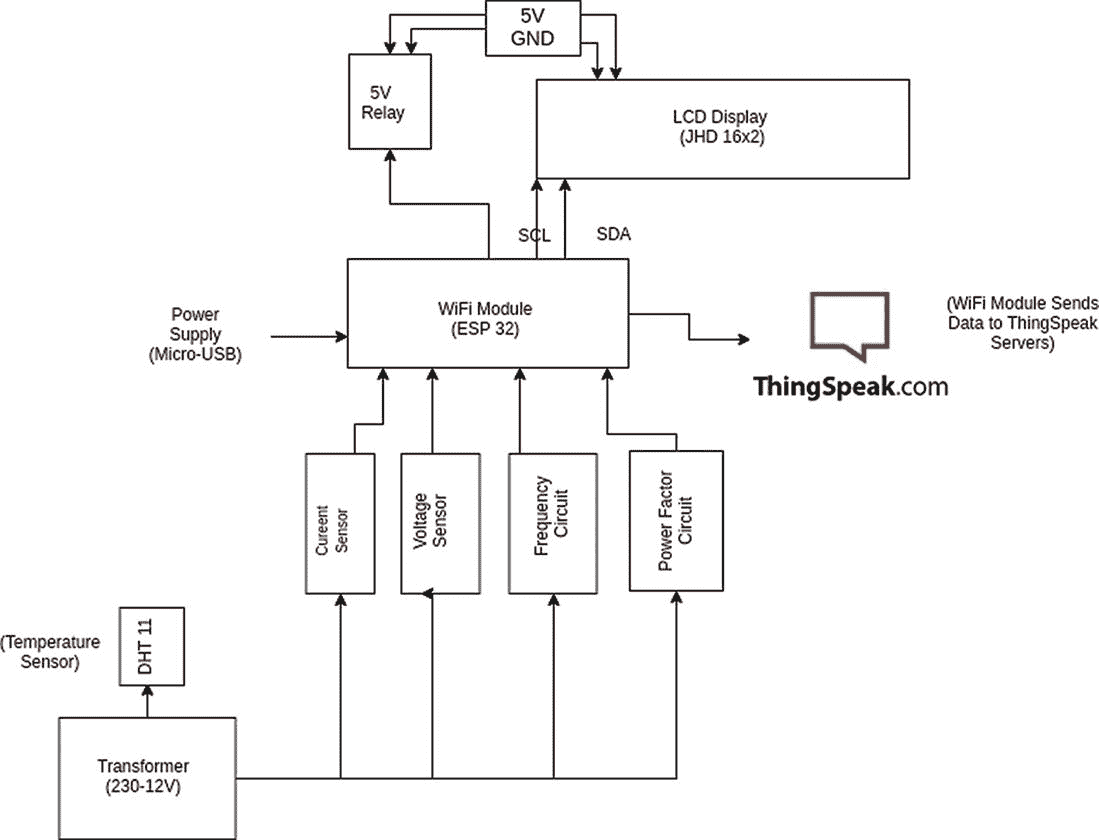 5V
GND
5V
Relay
LCD Display
(JHD 16x2)
SCL
SDA
WiFi Module
(ESP 32)
Power
Supply
(Micro-USB)
(WiFi Module Sends
Data to ThingSpeak
Servers)
ThingSpeak.com
Cureent
Sensor
Voltage
Sensor
Frequency
Circuit
Power Factor
Circuit
(Temperature
Sensor)
DHT 11
Transformer
(230-12V)